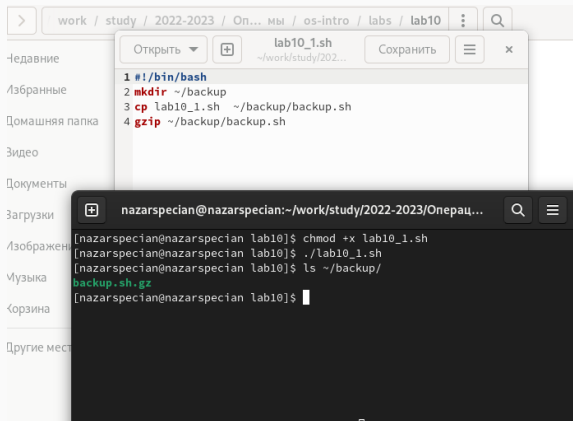 work / study / 2022-2023 / Оп... мы / os-intro / labs / lab10
Открыть
lab10_1.sh
~/work/study/202...
Сохранить
Недавние
Избранные
Домашняя папка
Видео
Документы
Загрузки
Изображени
Музыка
Корзина
Другие мест
1 #!/bin/bash
2 mkdir ~/backup
3 cp lab10_1.sh  ~/backup/backup.sh
4 gzip ~/backup/backup.sh
nazarspecian@nazarspecian:~/work/study/2022-2023/Операц...
[nazarspecian@nazarspecian lab10]$ chmod +x lab10_1.sh
[nazarspecian@nazarspecian lab10]$ ./lab10_1.sh
[nazarspecian@nazarspecian lab10]$ ls ~/backup/
backup.sh.gz
[nazarspecian@nazarspecian lab10]$